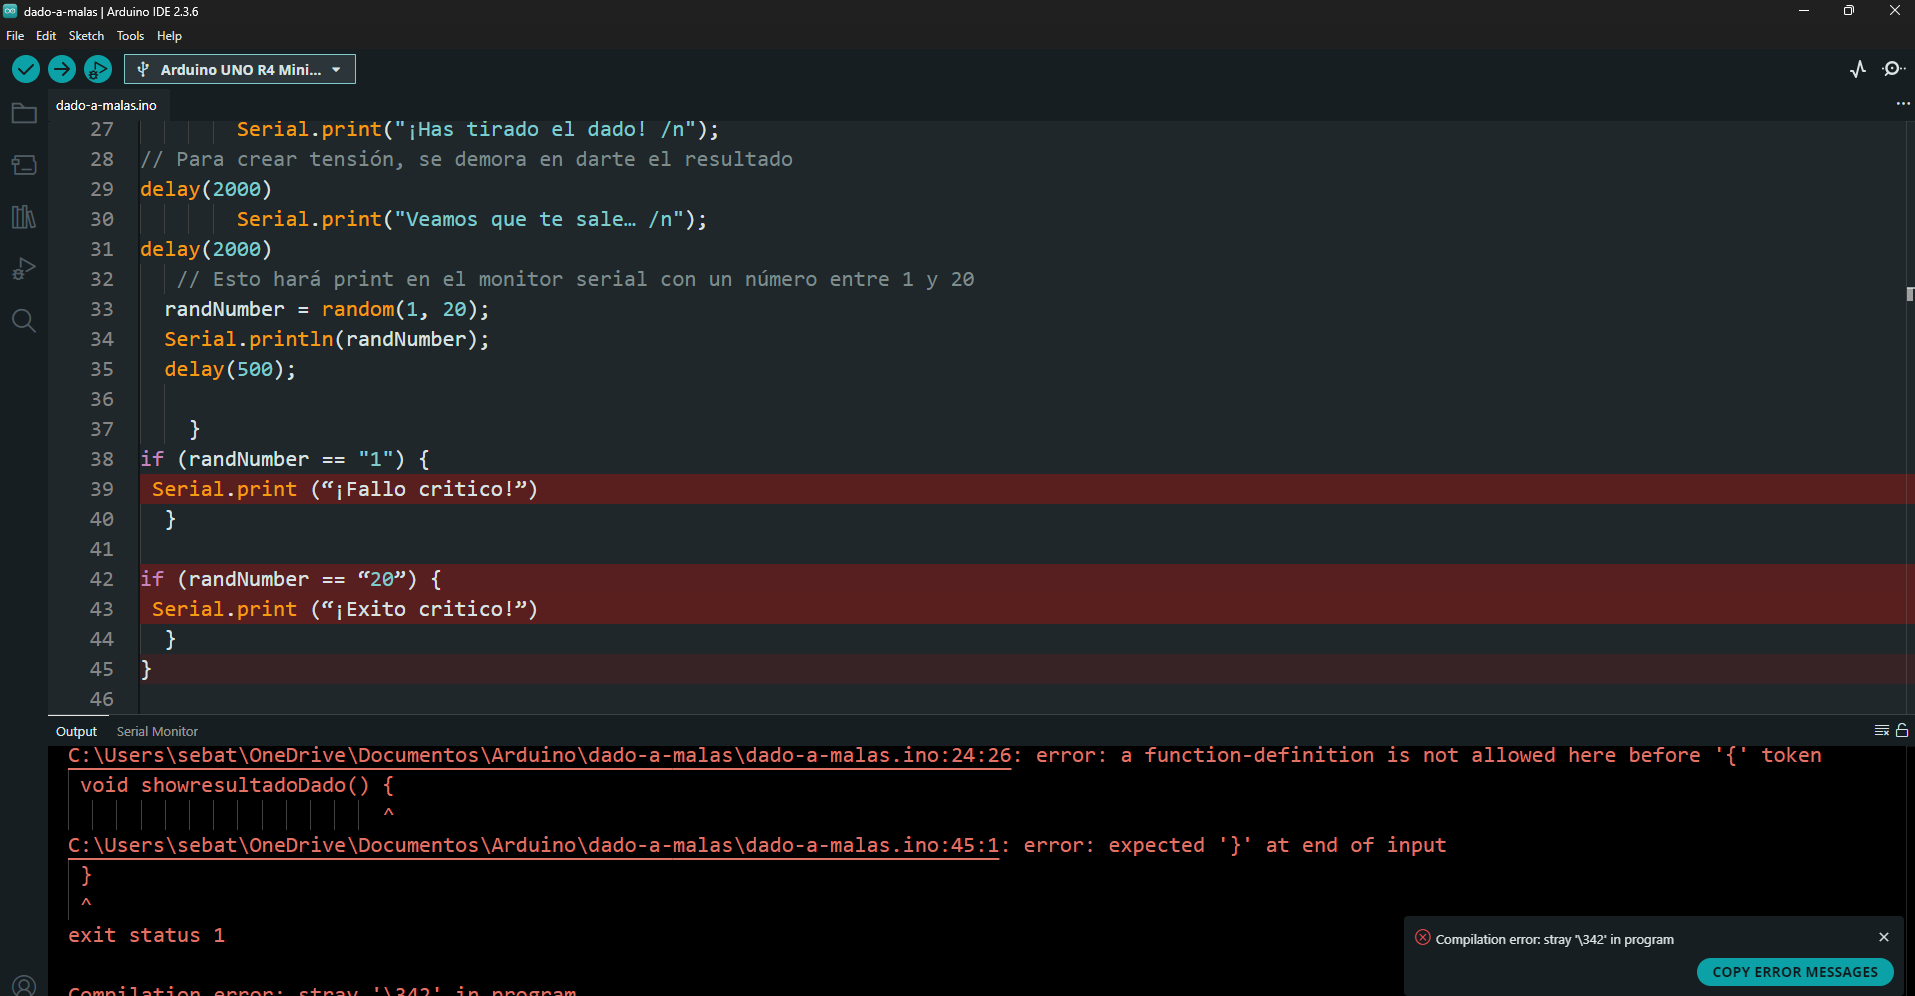 dado-a-malas | Arduino IDE 2.3.6
File Edit Sketch Tools Help
Arduino UNO R4 Mini...
dado-a-malas.ino
27 Serial.print("¡Has tirado el dado! /n");
28 // Para crear tensión, se demora en darte el resultado
29 delay(2000)
30 Serial.print("Veamos que te sale… /n");
31 delay(2000)
32 // Esto hará print en el monitor serial con un número entre 1 y 20
33 randNumber = random(1, 20);
34 Serial.println(randNumber);
35 delay(500);
36
37 }
38 if (randNumber == "1") {
39 Serial.print (“¡Fallo critico!”)
40 }
41
42 if (randNumber == “20”) {
43 Serial.print (“¡Exito critico!”)
44 }
45 }
46
Output Serial Monitor
C:\Users\sebat\OneDrive\Documentos\Arduino\dado-a-malas\dado-a-malas.ino:24:26: error: a function-definition is not allowed here before '{' token
void showresultadoDado() {
^
C:\Users\sebat\OneDrive\Documentos\Arduino\dado-a-malas\dado-a-malas.ino:45:1: error: expected '}' at end of input
}
^
exit status 1
Compilation error: stray '\342' in program
Compilation error: stray '\342' in program
COPY ERROR MESSAGES